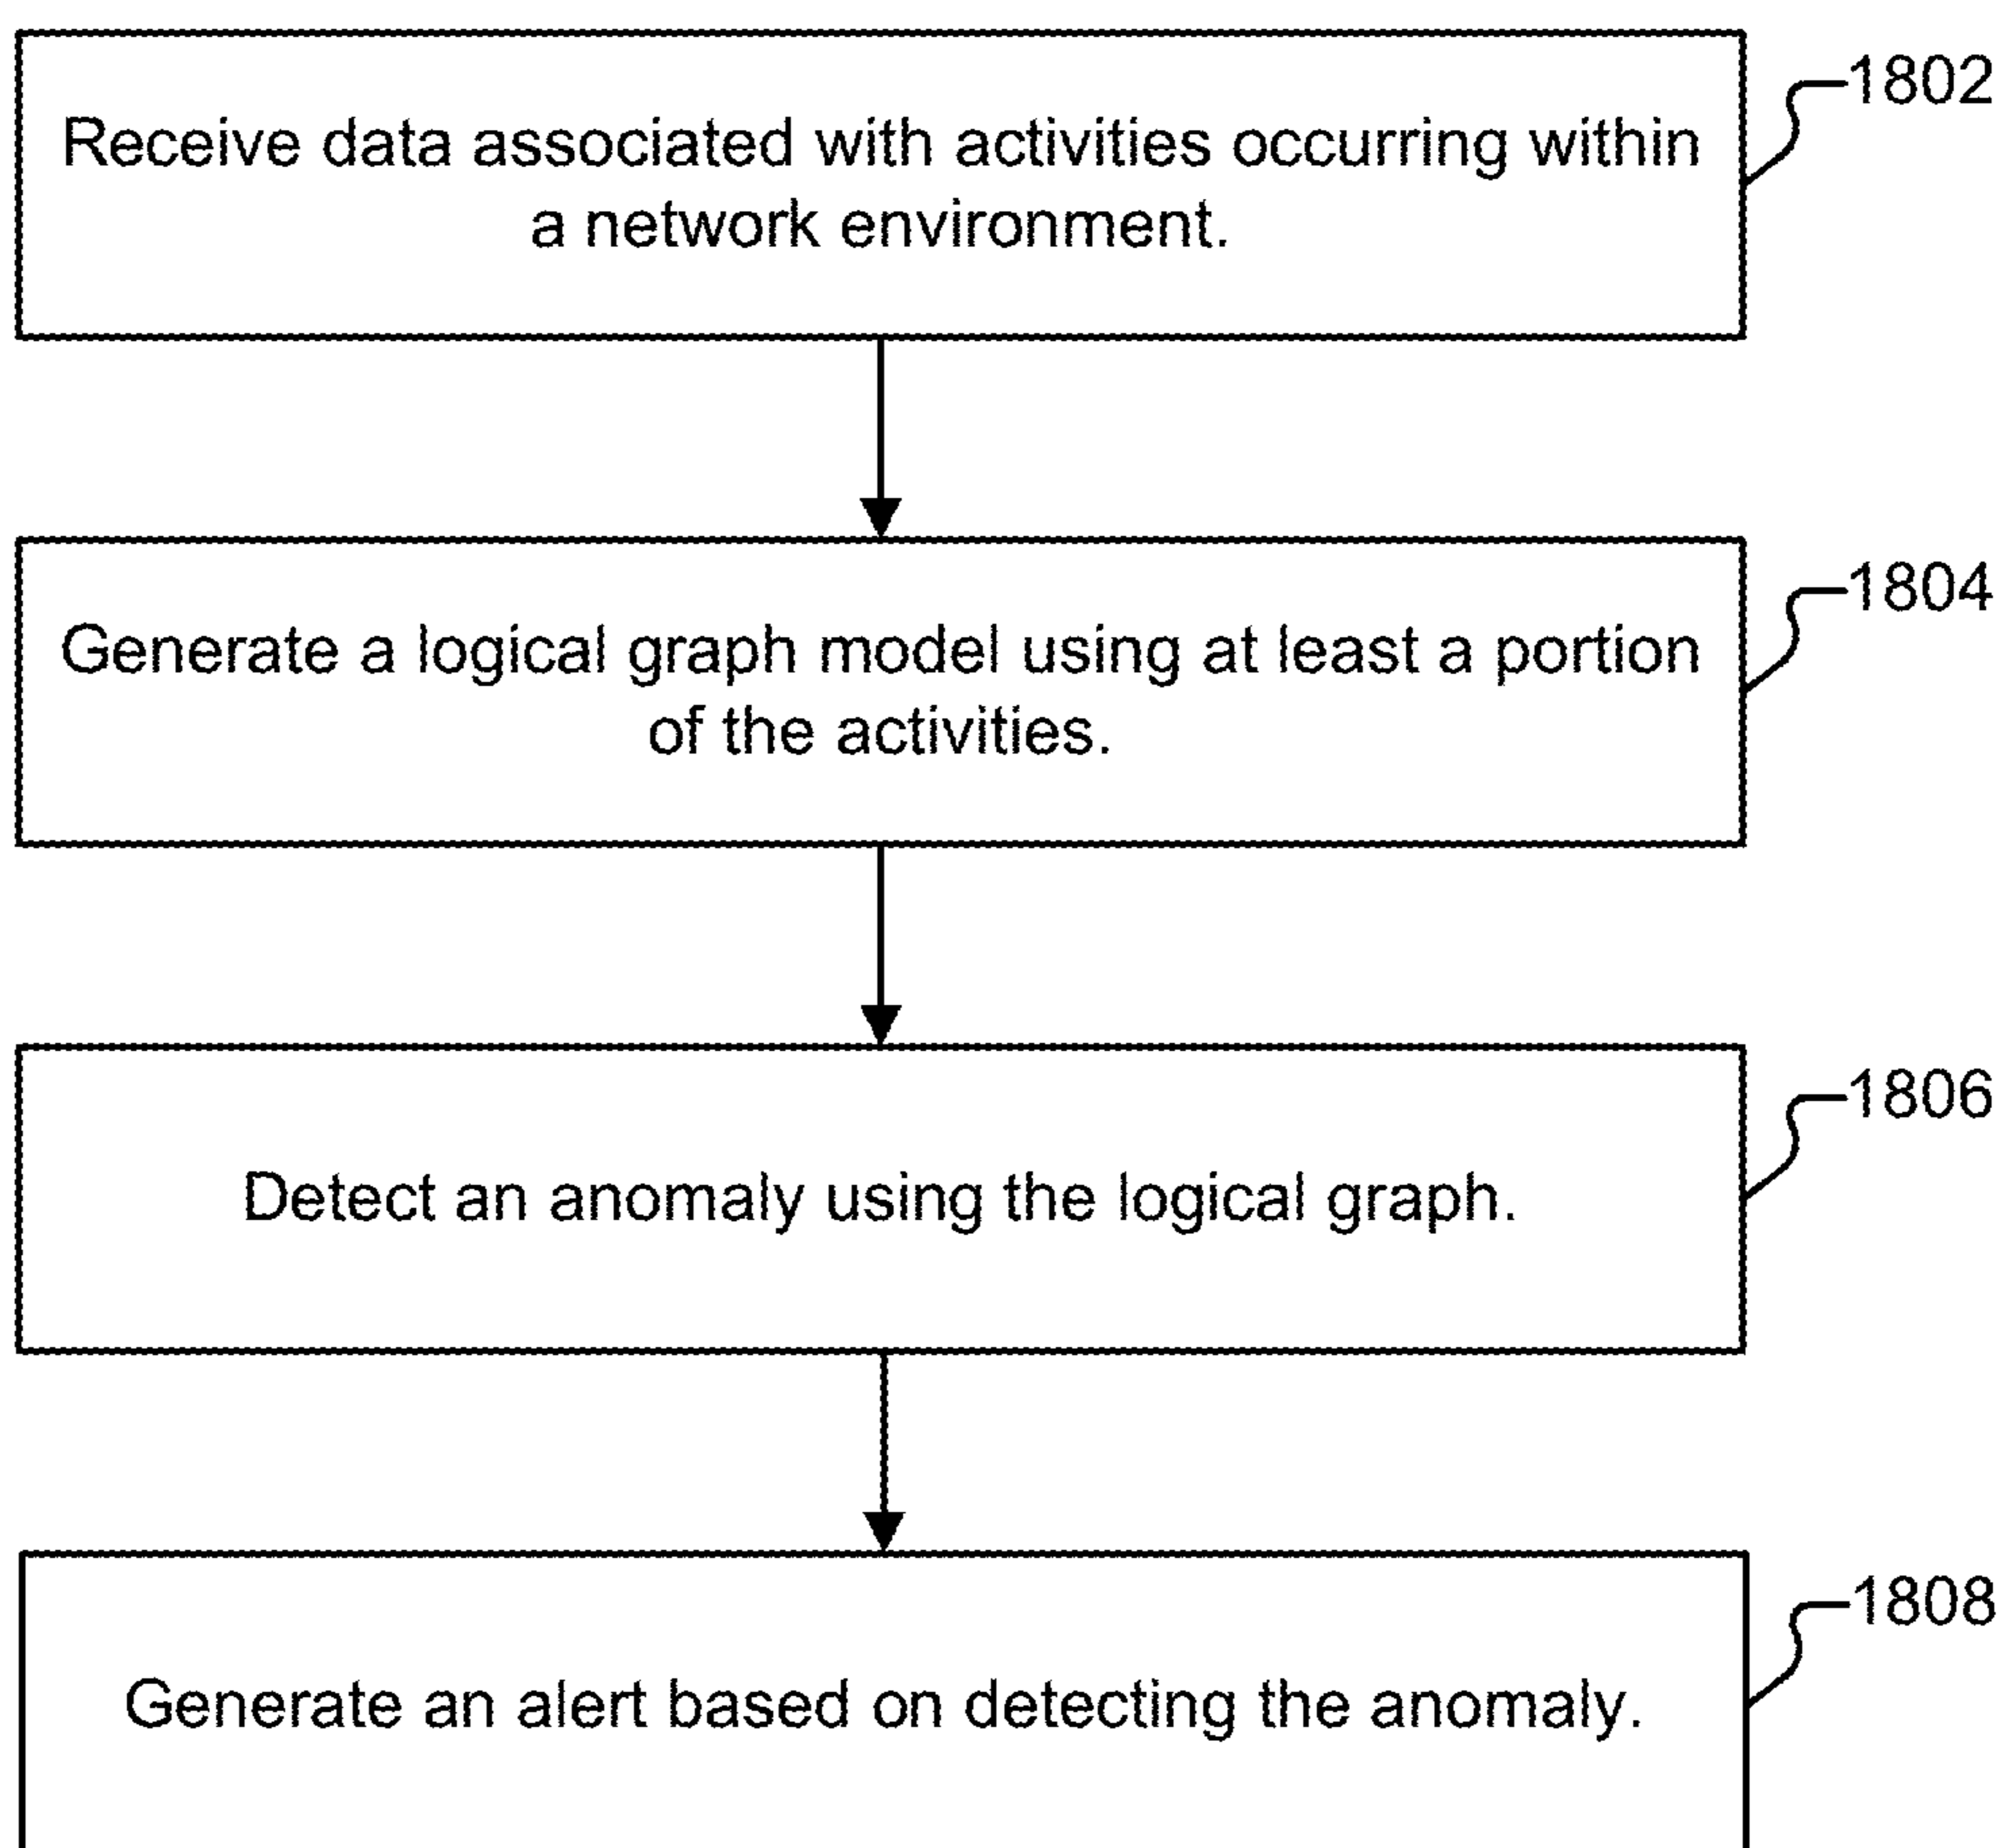 1802
Receive data associated with activities occurring within
a network environment.
1804
Generate a logical graph model using at least a portion
of the activities.
1806
Detect an anomaly using the logical graph.
1808
Generate an alert based on detecting the anomaly.